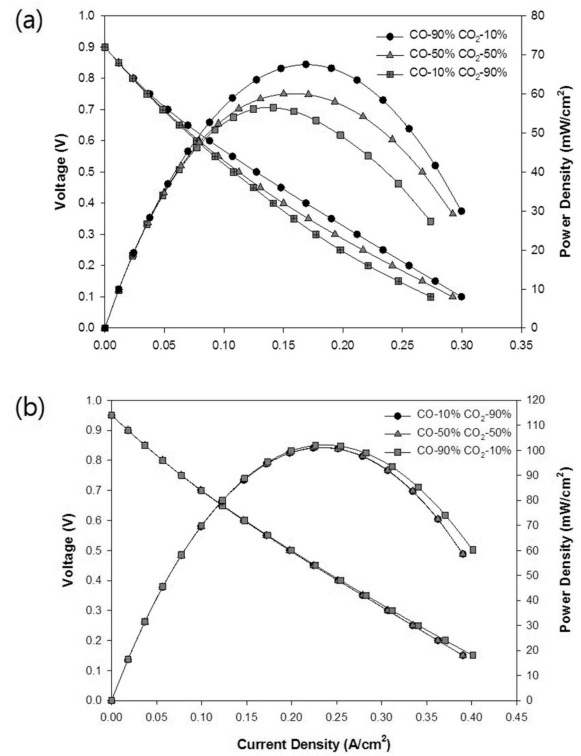 (a)
1.0
0.9
0.8
0.7
0.6
0.5
0.4
0.3
0.2
0.1
0.0
Voltage (V)
CO-90% CO₂-10%
CO-50% CO₂-50%
CO-10% CO₂-90%
80
70
60
50
40
30
20
10
0
Power Density (mW/cm²)
0.00 0.05 0.10 0.15 0.20 0.25 0.30 0.35
(b)
1.0
0.9
0.8
0.7
0.6
0.5
0.4
0.3
0.2
0.1
0.0
Voltage (V)
CO-10% CO₂-90%
CO-50% CO₂-50%
CO-90% CO₂-10%
120
110
100
90
80
70
60
50
40
30
20
10
0
Power Density (mW/cm²)
0.00 0.05 0.10 0.15 0.20 0.25 0.30 0.35 0.40 0.45
Current Density (A/cm²)